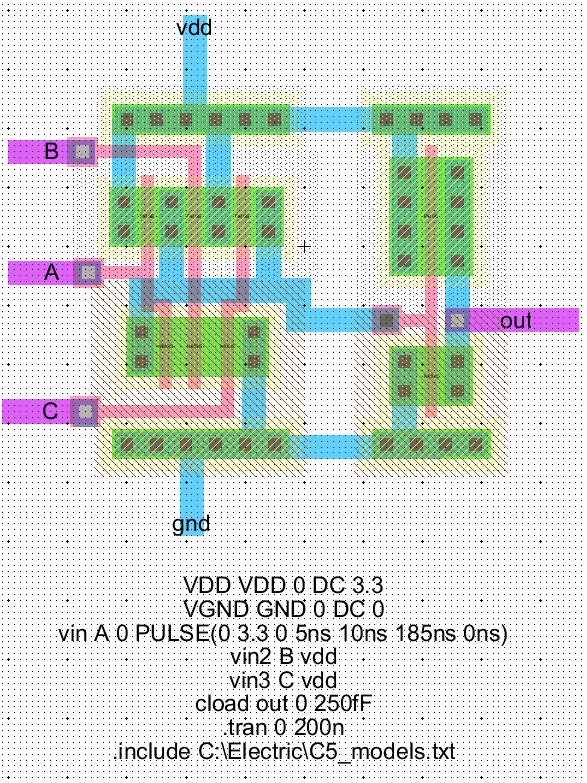 vdd
B
A
out
C
gnd
VDD VDD 0 DC 3.3
VGND GND 0 DC 0
vin A 0 PULSE(0 3.3 0 5ns 10ns 185ns 0ns)
vin2 B vdd
vin3 C vdd
cload out 0 250fF
.tran 0 200n
.include C:\Electric\C5_models.txt